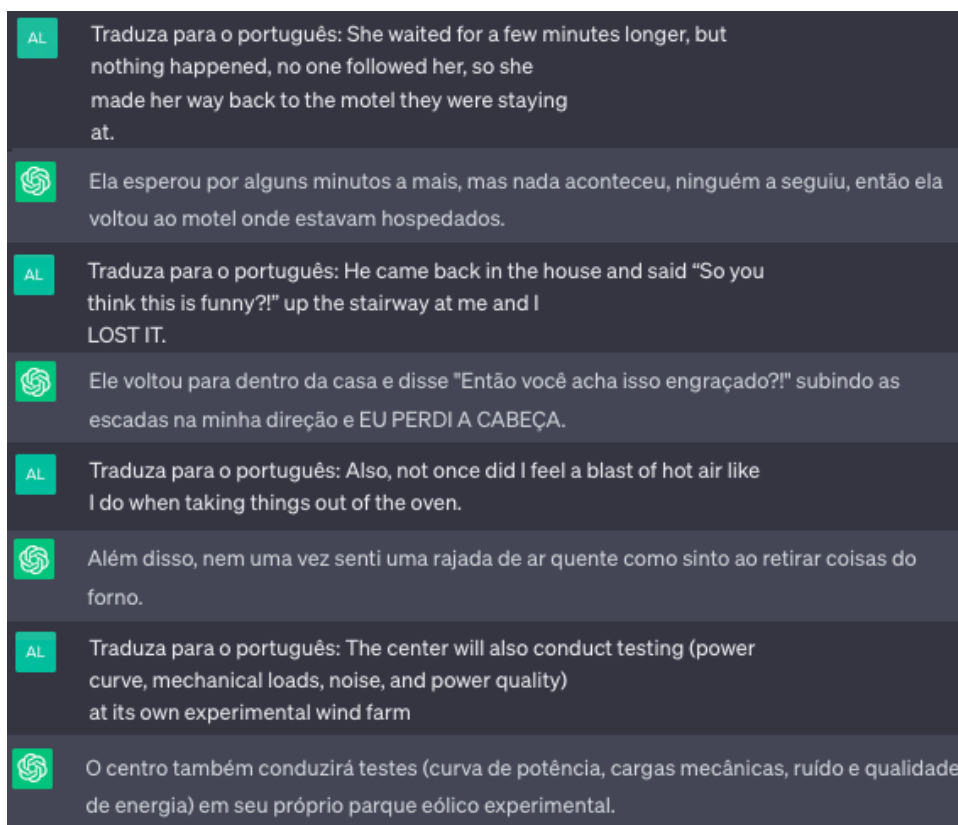 AL
Traduza para o português: She waited for a few minutes longer, but
nothing happened, no one followed her, so she
made her way back to the motel they were staying
at.
Ela esperou por alguns minutos a mais, mas nada aconteceu, ninguém a seguiu, então ela
voltou ao motel onde estavam hospedados.
AL
Traduza para o português: He came back in the house and said “So you
think this is funny?!” up the stairway at me and I
LOST IT.
Ele voltou para dentro da casa e disse "Então você acha isso engraçado?!" subindo as
escadas na minha direção e EU PERDI A CABEÇA.
AL
Traduza para o português: Also, not once did I feel a blast of hot air like
I do when taking things out of the oven.
Além disso, nem uma vez senti uma rajada de ar quente como sinto ao retirar coisas do
forno.
AL
Traduza para o português: The center will also conduct testing (power
curve, mechanical loads, noise, and power quality)
at its own experimental wind farm
O centro também conduzirá testes (curva de potência, cargas mecânicas, ruído e qualidade
de energia) em seu próprio parque eólico experimental.